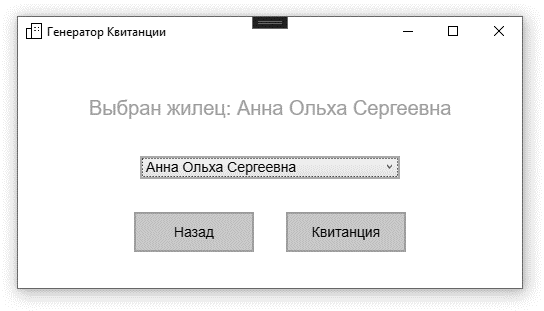 Генератор Квитанции
Выбран жилец: Анна Ольха Сергеевна
Анна Ольха Сергеевна
Назад
Квитанция